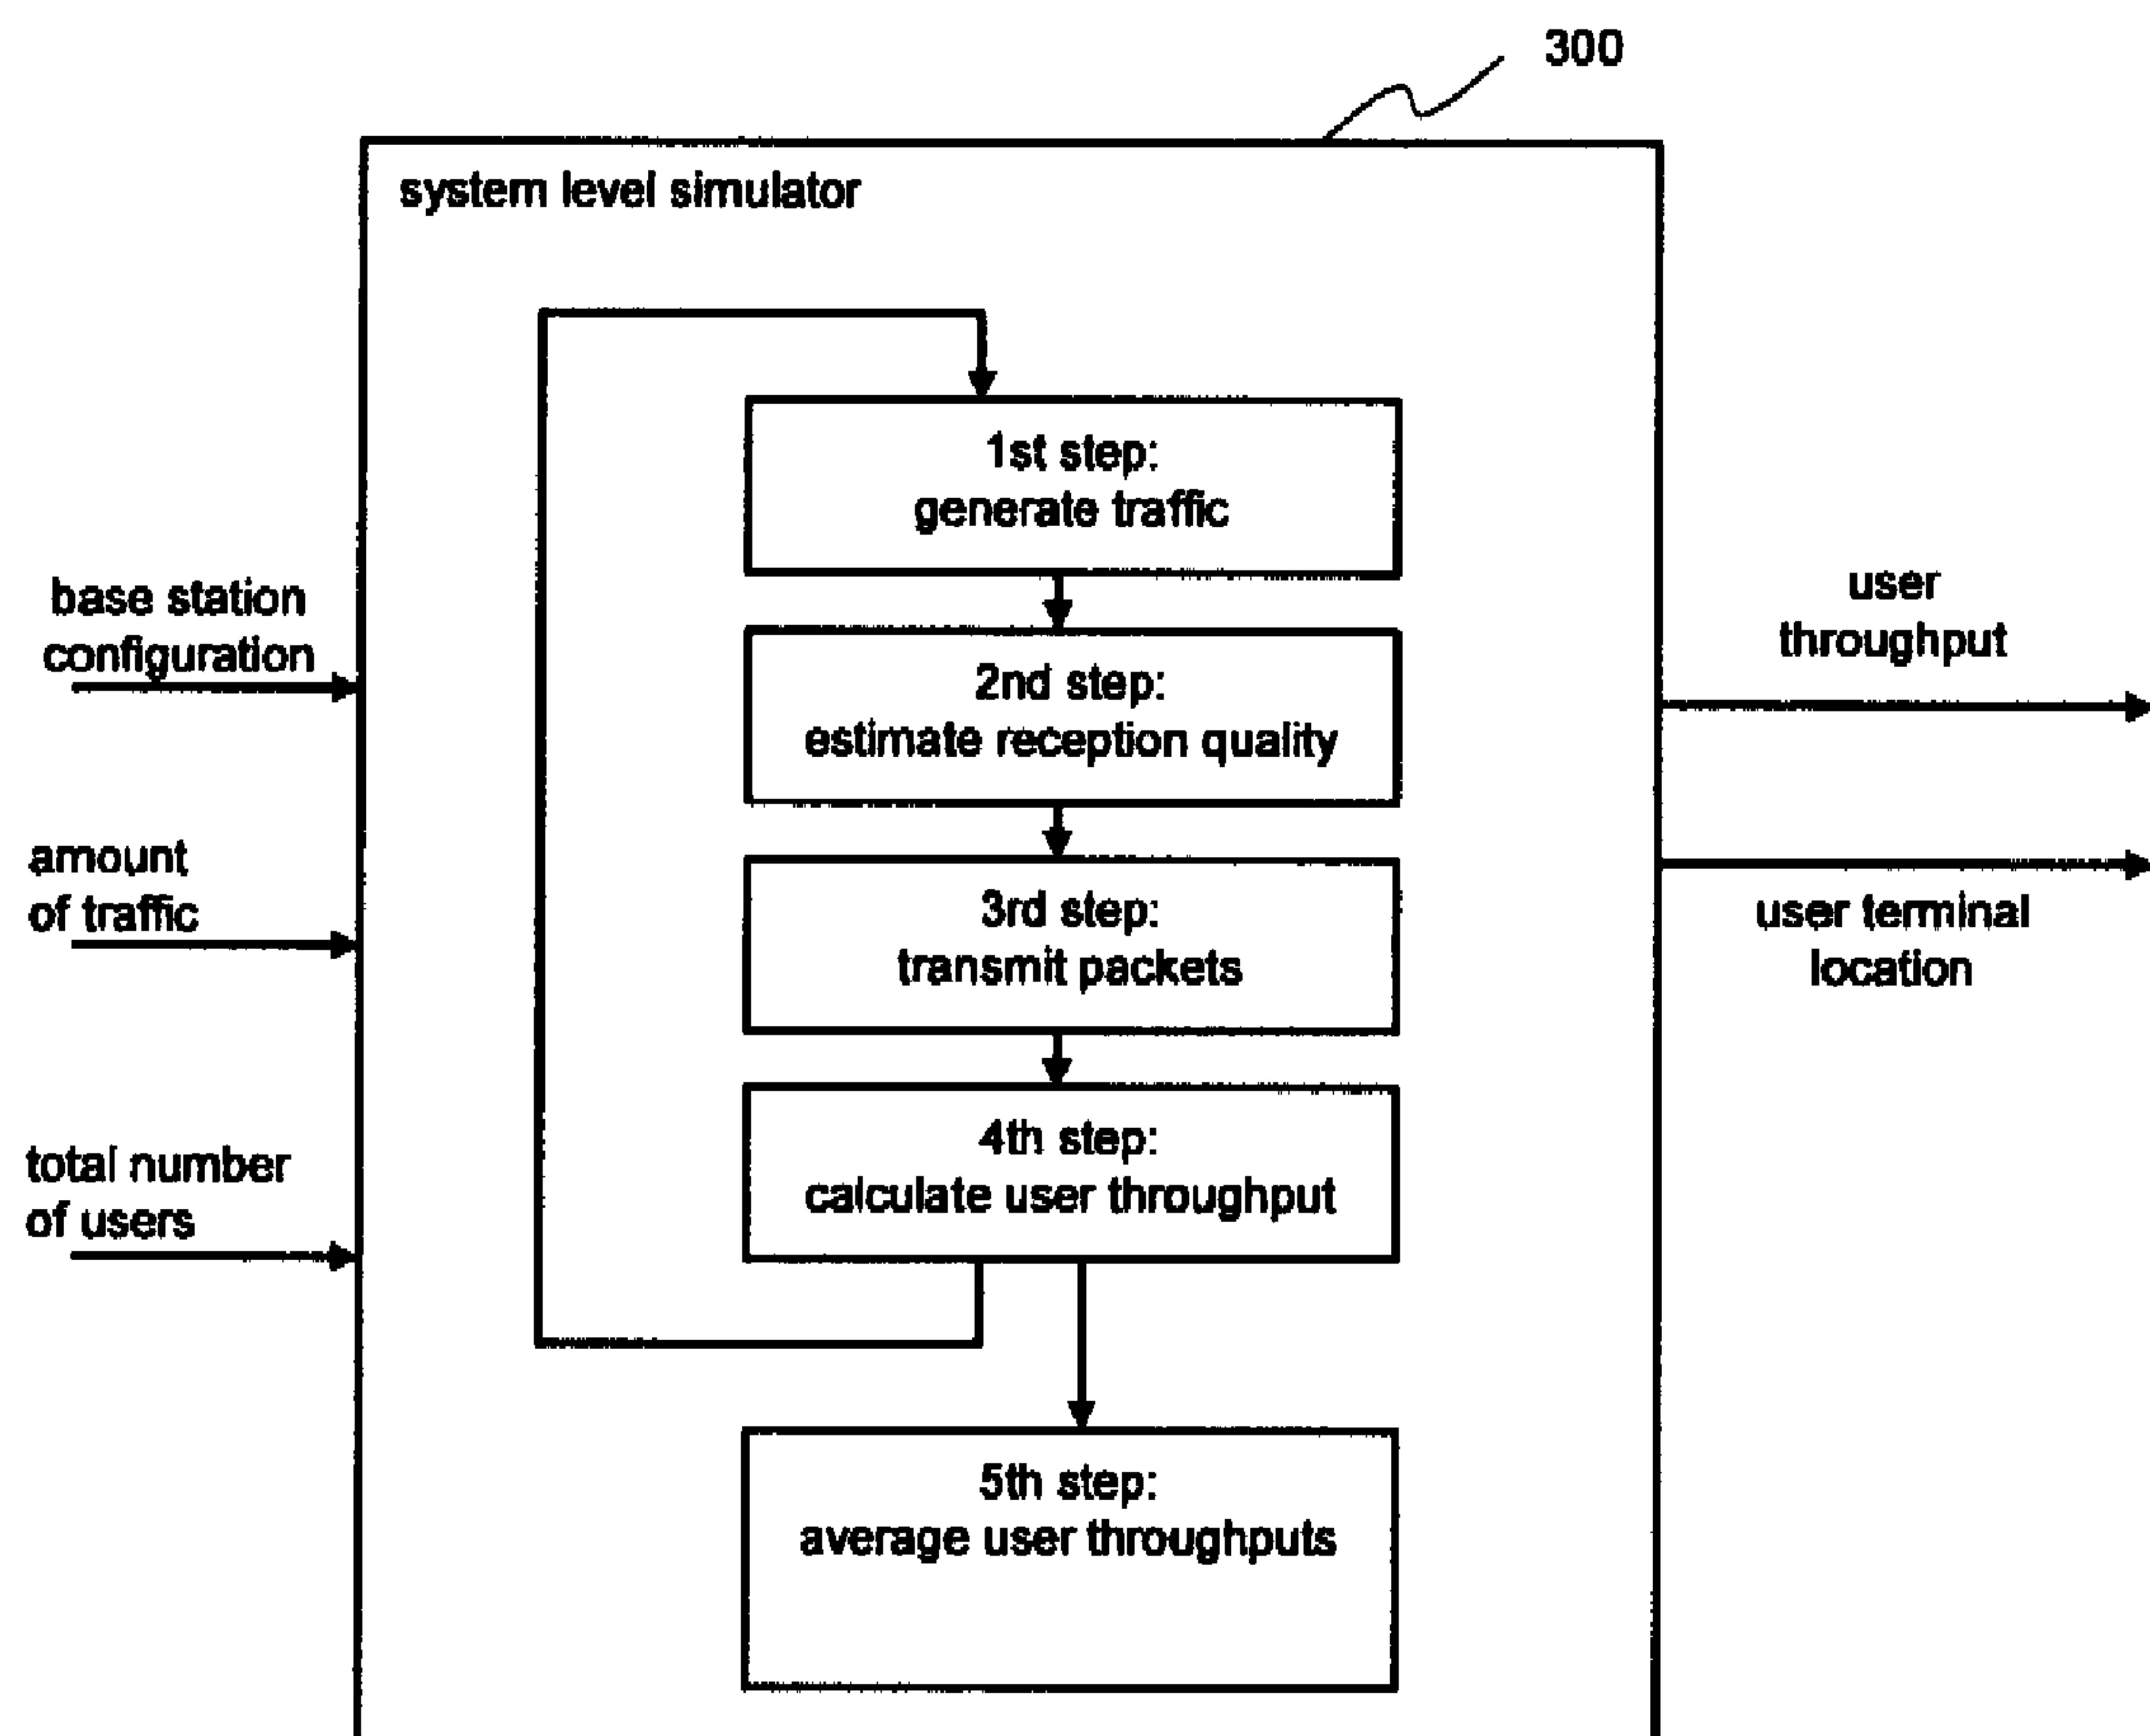 300
system level simulator
1st step:
generate traffic
2nd step:
estimate reception quality
3rd step:
transmit packets
4th step:
calculate user throughput
5th step:
average user throughputs
base station
configuration
amount
of traffic
total number
of users
user
throughput
user terminal
location